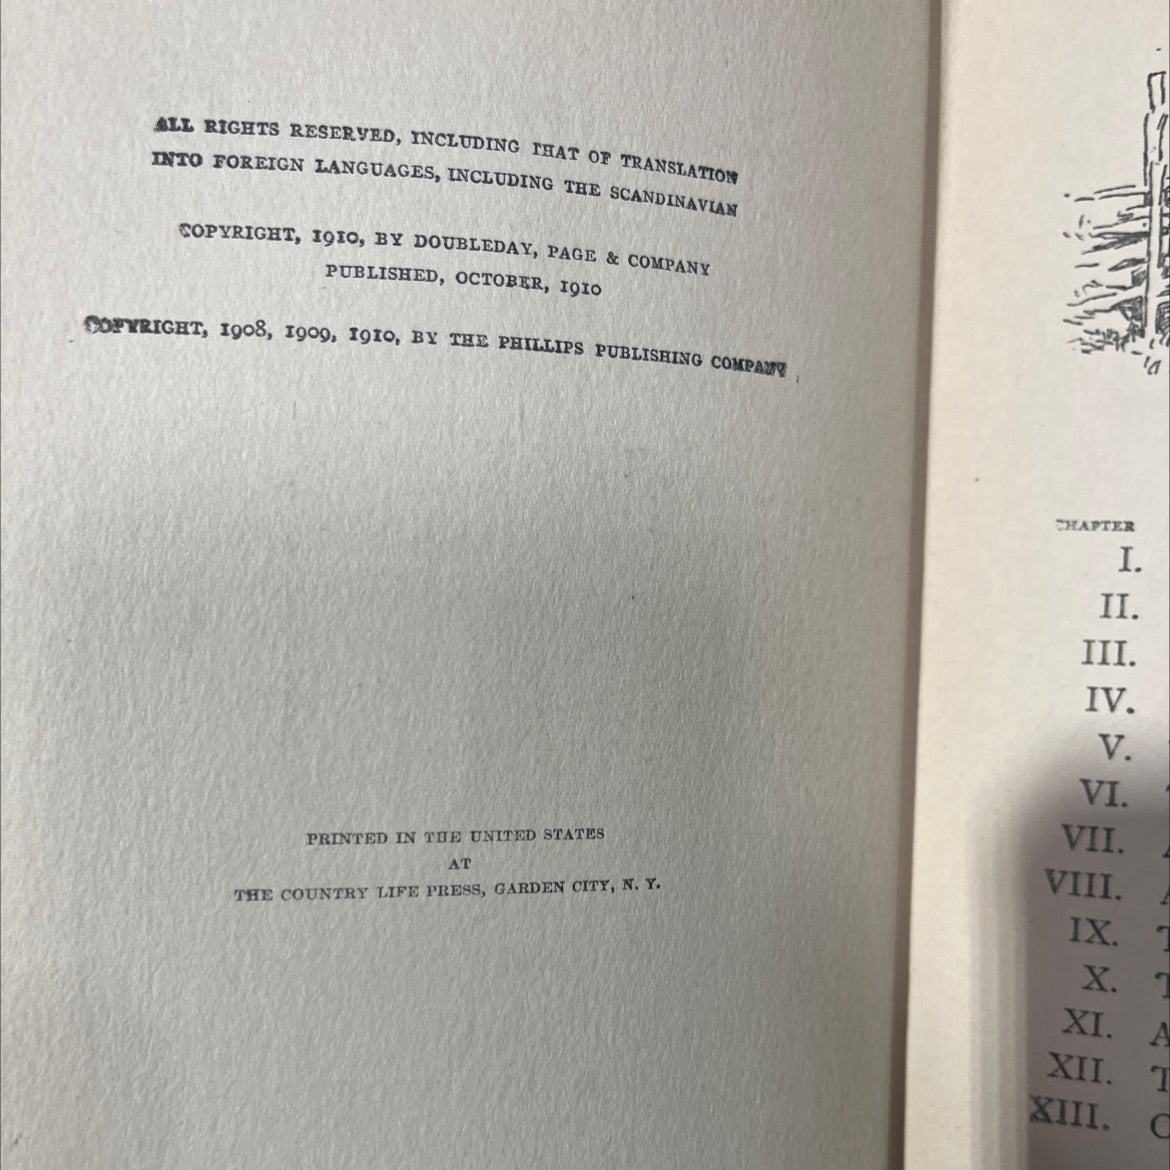 ALL RIGHTS RESERVED, INCLUDING THAT OF TRANSLATION
INTO FOREIGN LANGUAGES, INCLUDING THE SCANDINAVIAN
COPYRIGHT, 1910, BY DOUBLEDAY, PAGE & COMPANY
PUBLISHED, OCTOBER, 1910
COPYRIGHT, 1908, 1909, 1910, BY THE PHILLIPS PUBLISHING COMPANY
PRINTED IN THE UNITED STATES
AT
THE COUNTRY LIFE PRESS, GARDEN CITY, N. Y.
CHAPTER
I.
II.
III.
IV.
V.
VI.
VII.
VIII.
IX.
X.
XI. A
XII. T
XIII.